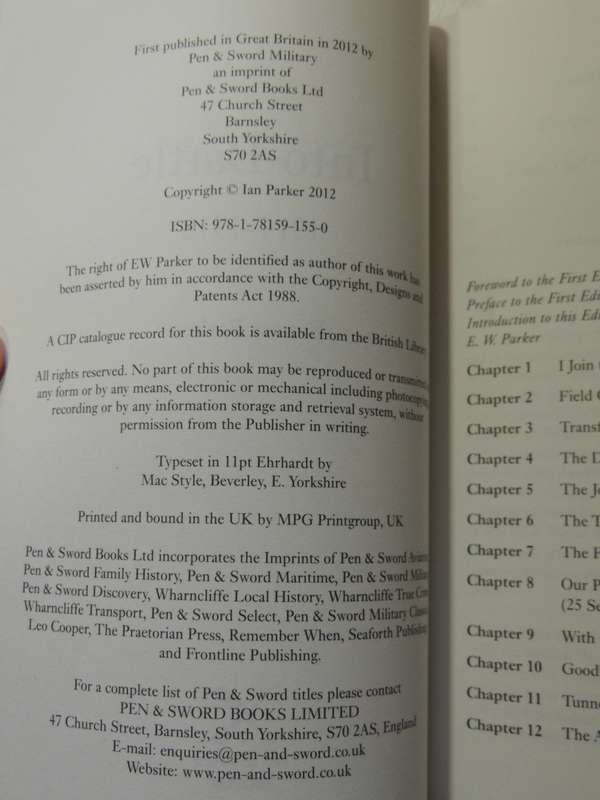 First published in Great Britain in 2012 by
Pen & Sword Military
an imprint of
Pen & Sword Books Ltd
47 Church Street
Barnsley
South Yorkshire
S70 2AS
Copyright © Ian Parker 2012
ISBN: 978-1-78159-155-0
The right of EW Parker to be identified as author of this work has
been asserted by him in accordance with the Copyright, Designs and
Patents Act 1988.
A CIP catalogue record for this book is available from the British Library
All rights reserved. No part of this book may be reproduced or transmitted
any form or by any means, electronic or mechanical including photocopying
recording or by any information storage and retrieval system, without
permission from the Publisher in writing.
Typeset in 11pt Ehrhardt by
Mac Style, Beverley, E. Yorkshire
Printed and bound in the UK by MPG Printgroup, UK
Pen & Sword Books Ltd incorporates the Imprints of Pen & Sword
Pen & Sword Family History, Pen & Sword Maritime, Pen & Sword
Pen & Sword Discovery, Wharncliffe Local History, Wharncliffe True
Wharncliffe Transport, Pen & Sword Select, Pen & Sword Military
Leo Cooper, The Praetorian Press, Remember When, Seaforth
and Frontline Publishing.
For a complete list of Pen & Sword titles please contact
PEN & SWORD BOOKS LIMITED
47 Church Street, Barnsley, South Yorkshire, S70 2AS, England
E-mail: enquiries@pen-and-sword.co.uk
Website: www.pen-and-sword.co.uk
Foreword to the First E
Preface to the First Edi
Introduction to this Edi
E. W. Parker
Chapter 1 I Join
Chapter 2 Field
Chapter 3 Transf
Chapter 4 The D
Chapter 5 The Jo
Chapter 6 The T
Chapter 7 The F
Chapter 8 Our P
(25 Se
Chapter 9 With
Chapter 10 Good
Chapter 11 Tunne
Chapter 12 The A